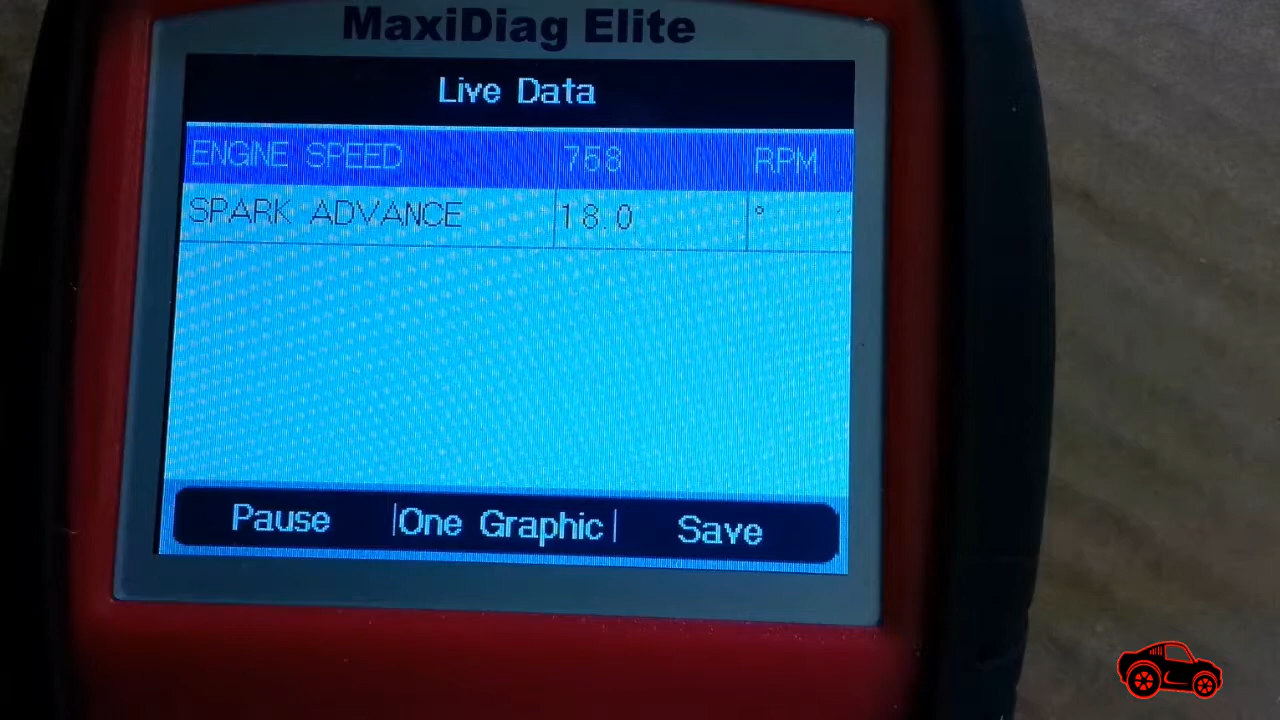 MaxiDiag Elite
Live Data
ENGINE SPEED 758 RPM
SPARK ADVANCE 18.0 °
Pause |One Graphic| Save